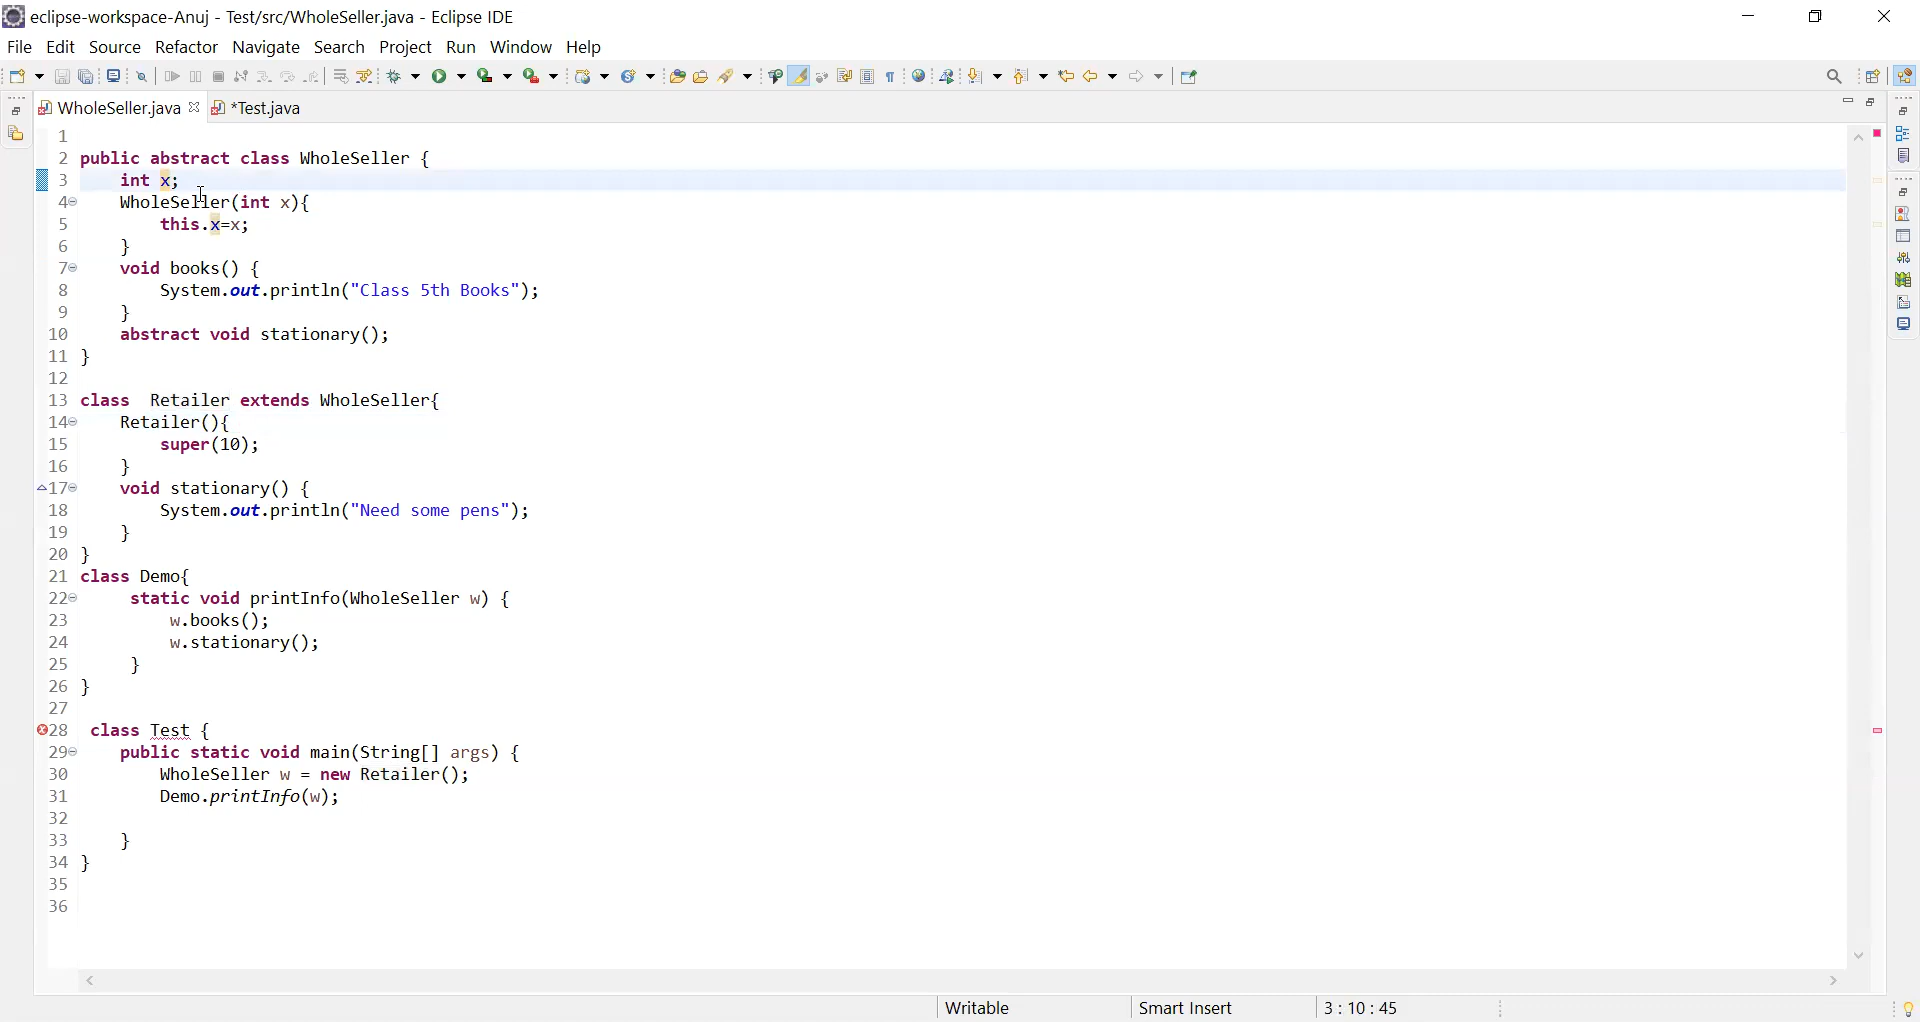 eclipse-workspace-Anuj - Test/src/WholeSeller.java - Eclipse IDE
File Edit Source Refactor Navigate Search Project Run Window Help
WholeSeller.java *Test.java
1
2 public abstract class WholeSeller {
3 int x;
4 WholeSeller(int x){
5 this.x=x;
6 }
7 void books() {
8 System.out.println("Class 5th Books");
9 }
10 abstract void stationary();
11 }
12
13 class  Retailer extends WholeSeller{
14 Retailer(){
15 super(10);
16 }
17 void stationary() {
18 System.out.println("Need some pens");
19 }
20 }
21 class Demo{
22 static void printInfo(WholeSeller w) {
23 w.books();
24 w.stationary();
25 }
26 }
27
28 class Test {
29 public static void main(String[] args) {
30 WholeSeller w = new Retailer();
31 Demo.printInfo(w);
32
33 }
34 }
35
36
Writable Smart Insert 3 : 10 : 45